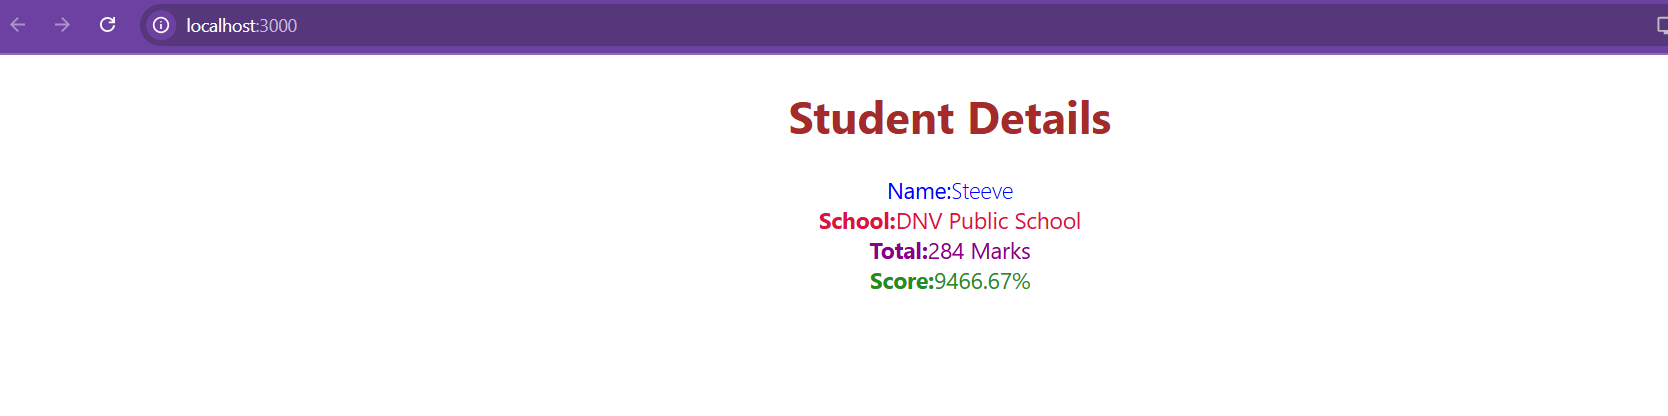 localhost:3000
Student Details
Name:Steeve
School:DNV Public School
Total:284 Marks
Score:9466.67%